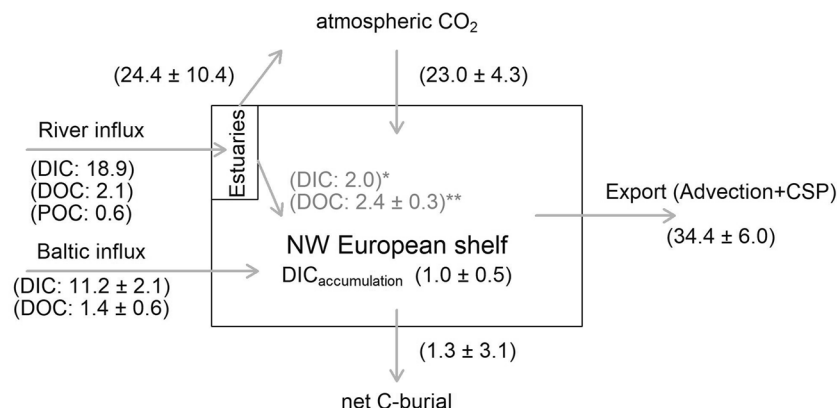 atmospheric CO₂
(24.4 ± 10.4)
(23.0 ± 4.3)
River influx
(DIC: 18.9)
(DOC: 2.1)
(POC: 0.6)
Estuaries
(DIC: 2.0)*
(DOC: 2.4 ± 0.3)**
Export (Advection+CSP)
(34.4 ± 6.0)
Baltic influx
(DIC: 11.2 ± 2.1)
(DOC: 1.4 ± 0.6)
NW European shelf
DICaccumulation (1.0 ± 0.5)
(1.3 ± 3.1)
net C-burial